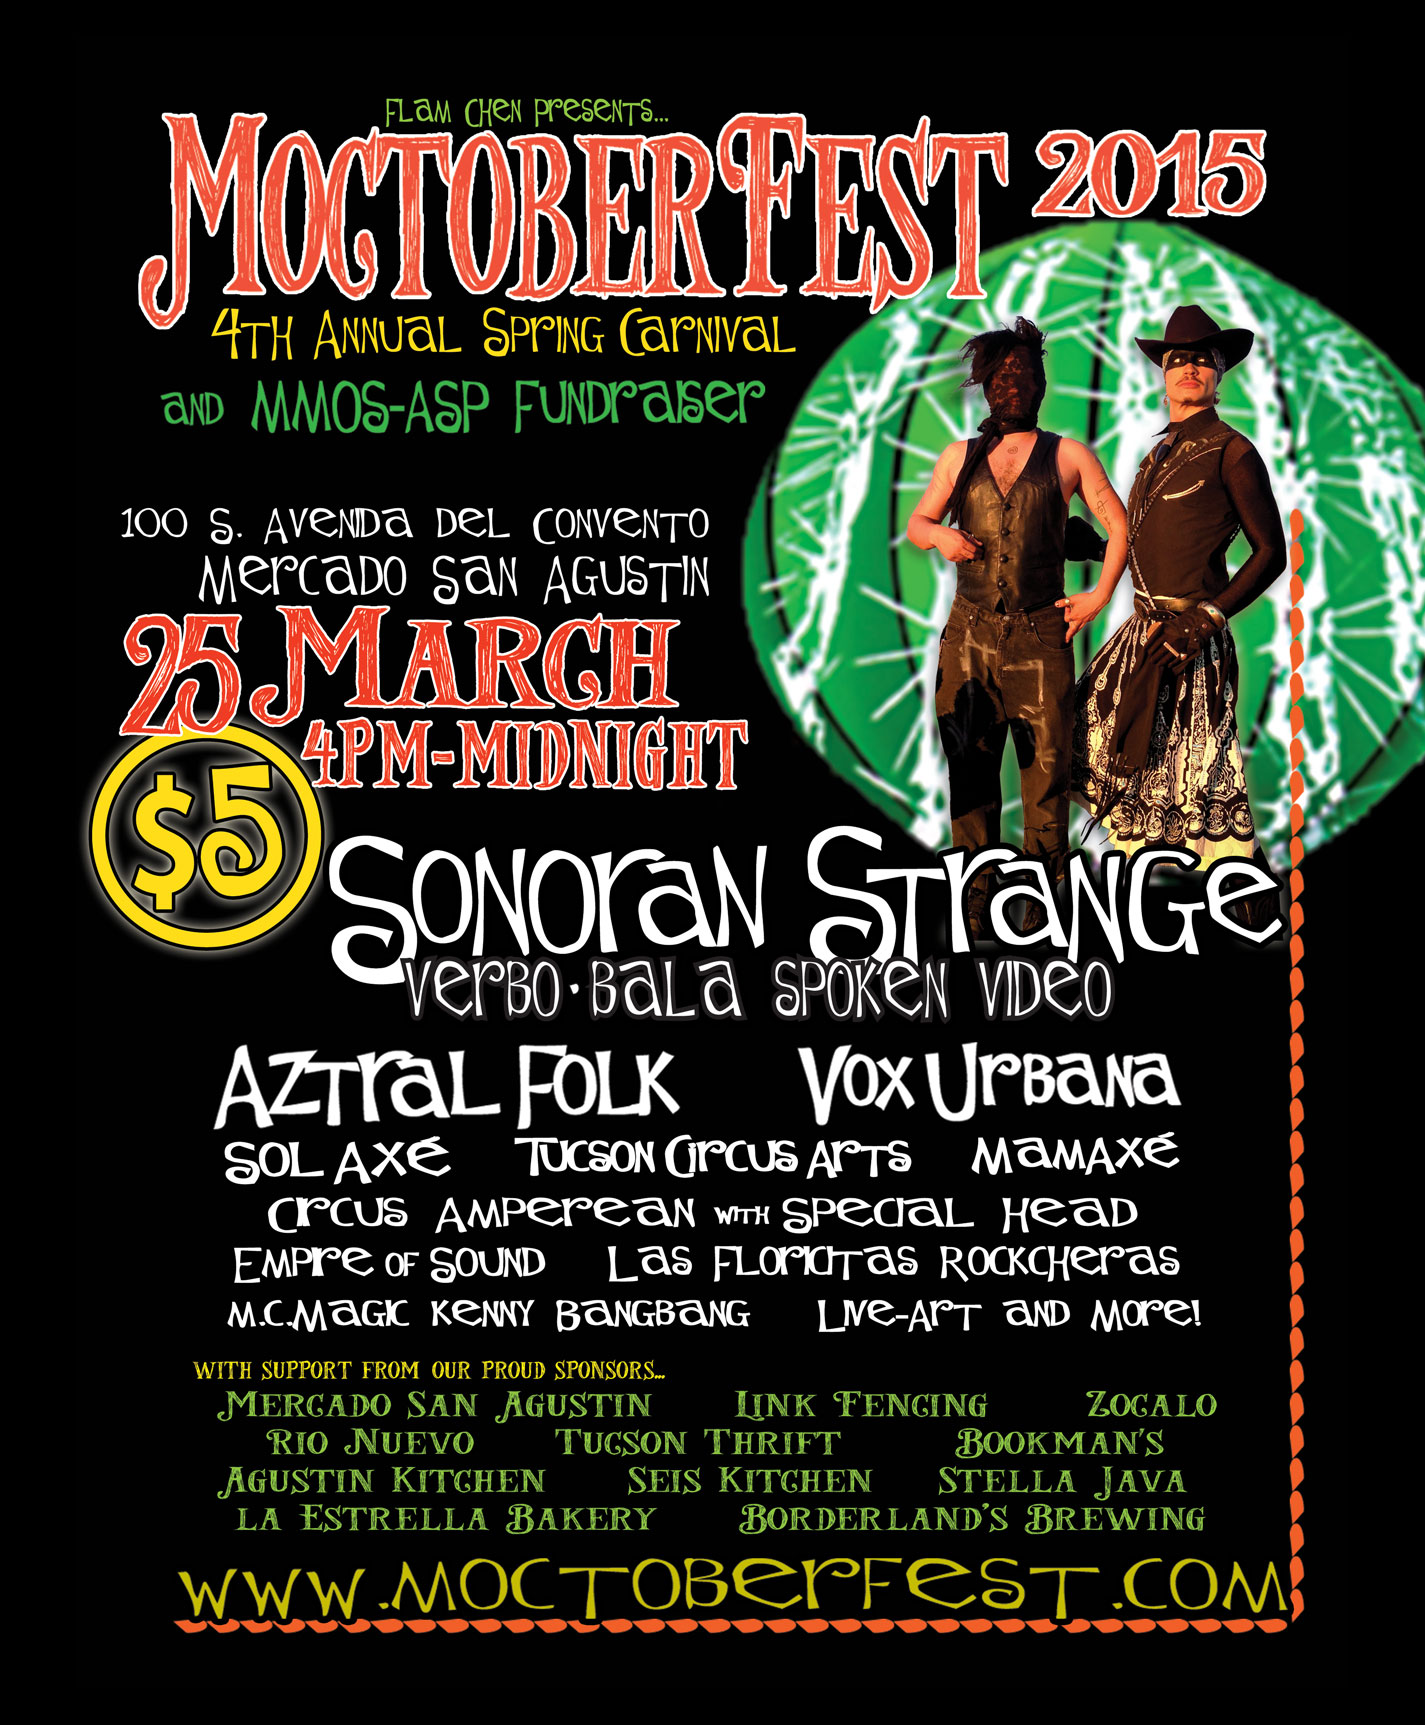 Flam Chen presents...
MoctoberFest 2015
4th Annual Spring Carnival
and MMOS-ASP Fundraiser
100 S. Avenida del Convento
Mercado San Agustin
25 March
4PM-Midnight
$5
Sonoran Strange
Verbo•Bala Spoken Video
Aztral Folk Vox Urbana
Sol Axé Tucson Circus Arts MamAxé
Circus Amperean with Special Head
Empire of Sound Las Floricitas Rockcheras
M.C.Magic Kenny BangBang Live-Art and More!
with support from our proud sponsors...
Mercado San Agustin Link Fencing Zocalo
Rio Nuevo Tucson Thrift Bookman's
Agustin Kitchen Seis Kitchen Stella Java
La Estrella Bakery Borderland's Brewing
www.moctoberfest.com